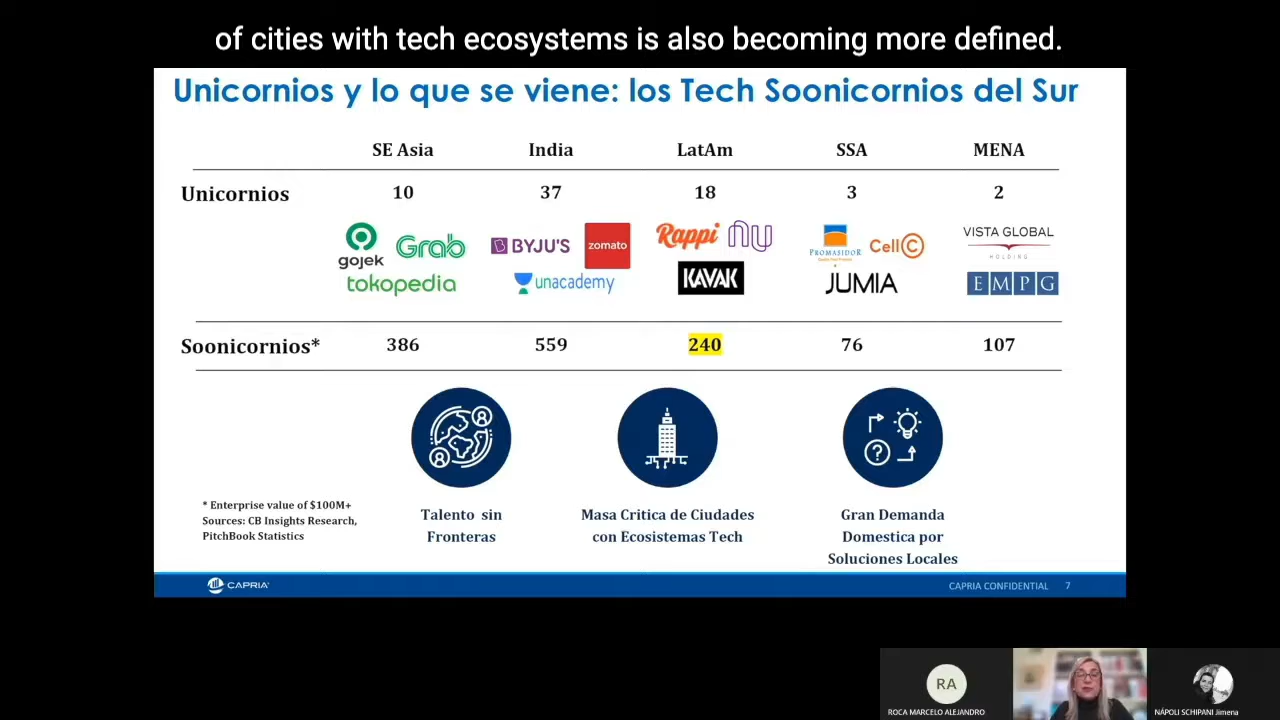 of cities with tech ecosystems is also becoming more defined.
Unicornios y lo que se viene: los Tech Soonicornios del Sur
SE Asia India LatAm SSA MENA
Unicornios 10 37 18 3 2
gojek Grab tokopedia
B BYJU'S zomato unacademy
Rappi nu KAVAK
PROMASIDOR CellC JUMIA
VISTA GLOBAL
HOLDING
EMPG
Soonicornios* 386 559 240 76 107
* Enterprise value of $100M+
Sources: CB Insights Research,
PitchBook Statistics
Talento sin
Fronteras
Masa Critica de Ciudades
con Ecosistemas Tech
Gran Demanda
Domestica por
Soluciones Locales
CAPRIA
CAPRIA CONFIDENTIAL 7
RA
ROCA MARCELO ALEJANDRO
NÁPOLI SCHIPANI Jimena